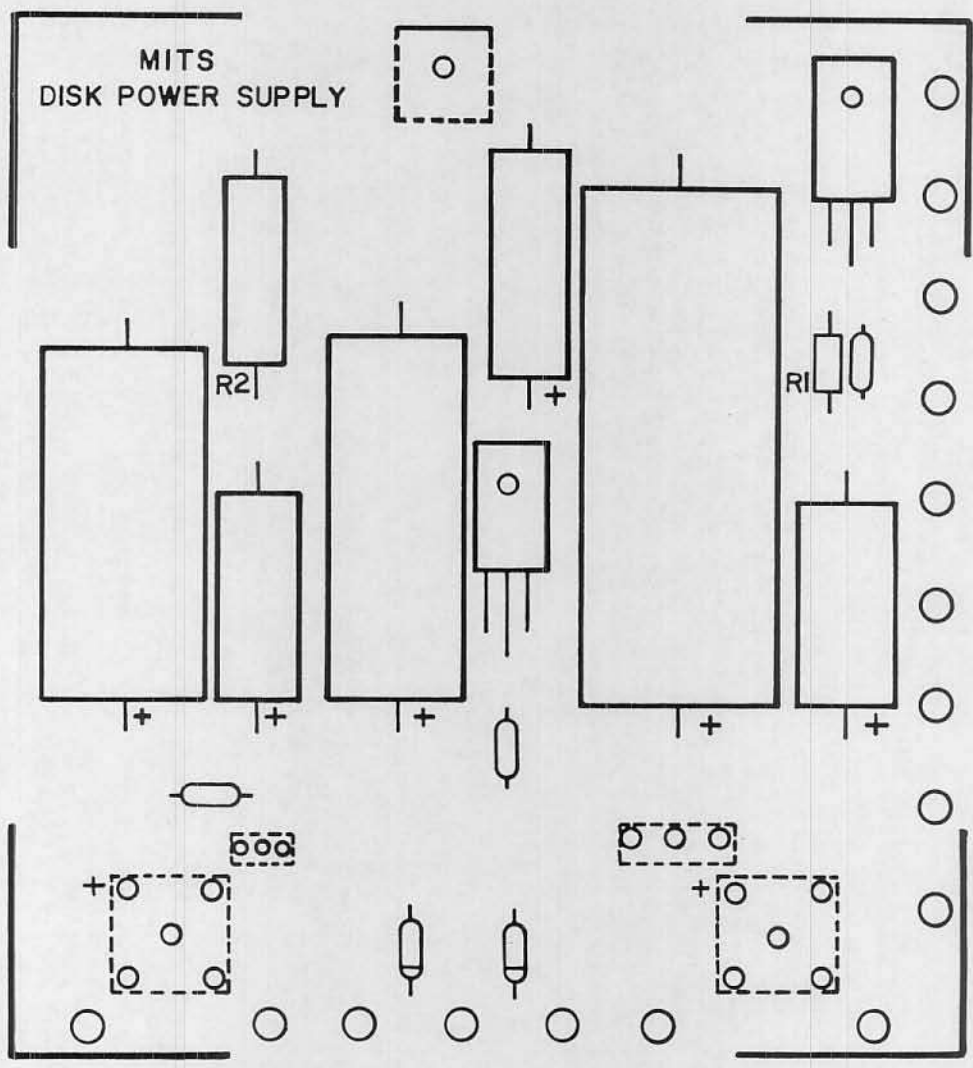 MITS
DISK POWER SUPPLY
R2
+
R1
+
+
+
+
+
+
+